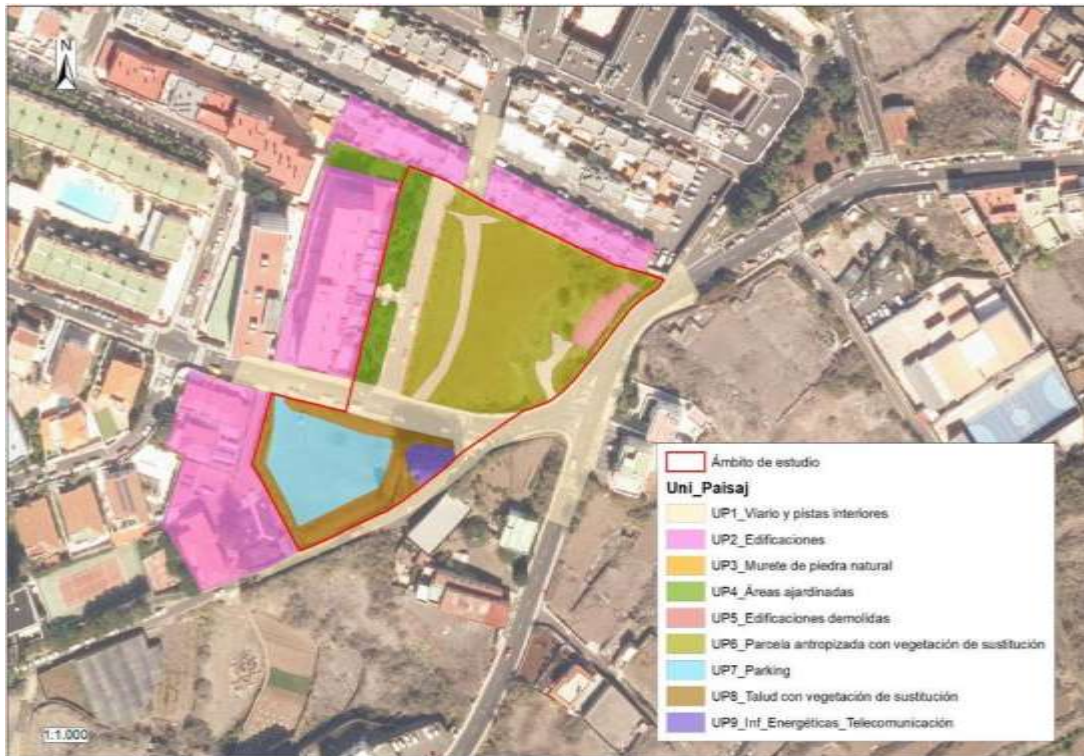 N
Ámbito de estudio
Uni_Paisaj
UP1_Viario y pistas interiores
UP2_Edificaciones
UP3_Murete de piedra natural
UP4_Áreas ajardinadas
UP5_Edificaciones demolidas
UP6_Parcela antropizada con vegetación de sustitución
UP7_Parking
UP8_Talud con vegetación de sustitución
UP9_Inf_Energéticas_Telecomunicación
1:1.000